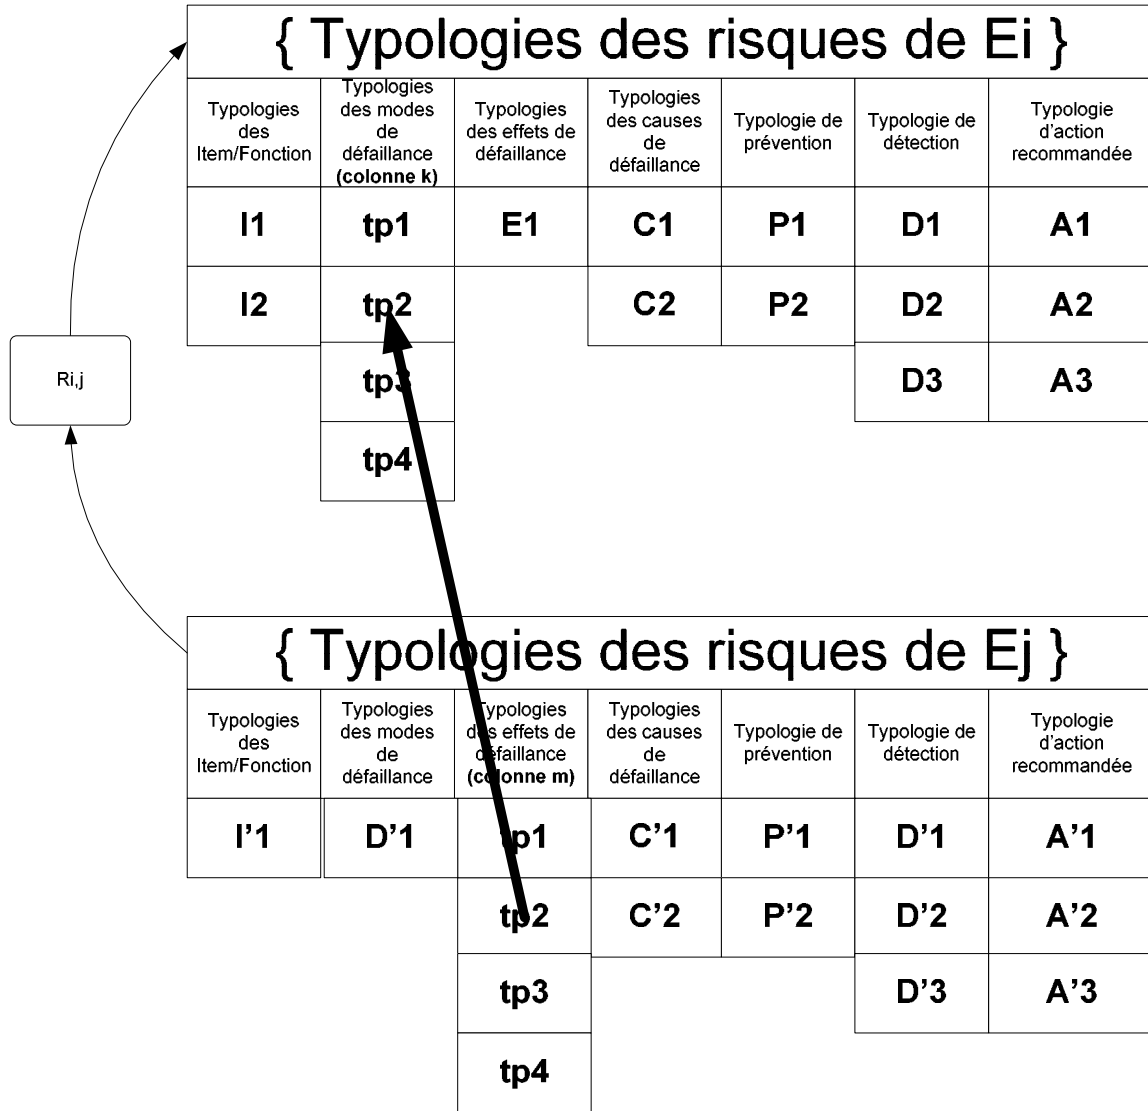 { Typologies des risques de Ei }
Typologies
des
Item/Fonction
Typologies
des modes
de
défaillance
(colonne k)
Typologies
des effets de
défaillance
Typologies
des causes
de
défaillance
Typologie de
prévention
Typologie de
détection
Typologie
d'action
recommandée
I1 tp1 E1 C1 P1 D1 A1
I2 tp2 C2 P2 D2 A2
tp3 D3 A3
tp4
Ri,j
{ Typologies des risques de Ej }
Typologies
des
Item/Fonction
Typologies
des modes
de
défaillance
Typologies
des effets de
défaillance
(colonne m)
Typologies
des causes
de
défaillance
Typologie de
prévention
Typologie de
détection
Typologie
d'action
recommandée
I'1 D'1 tp1 C'1 P'1 D'1 A'1
tp2 C'2 P'2 D'2 A'2
tp3 D'3 A'3
tp4